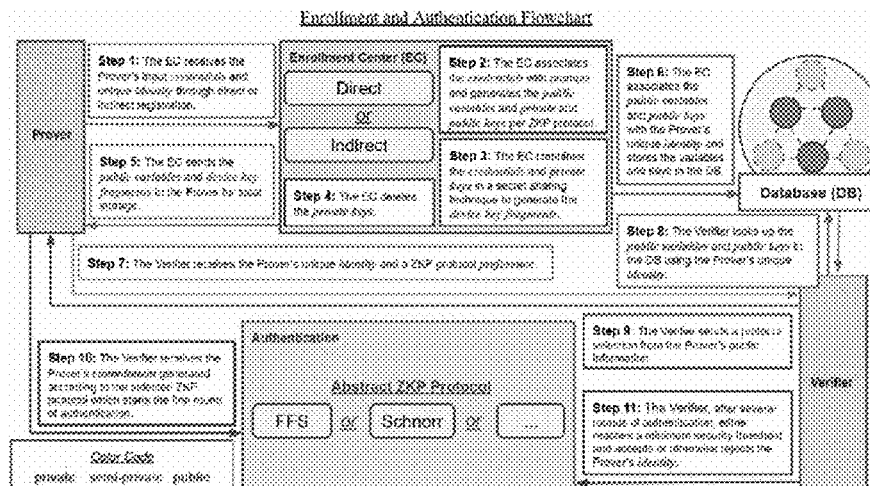 Enrollment and Authentication Flowchart
Prover
Step 1: The EC receives the
Prover's input credentials and
unique identity through direct or
indirect registration.
Enrollment Center (EC)
Direct
or
Indirect
Step 2: The EC associates
the credentials with
and generates the public
variables and private and
public keys per ZKP protocol.
Step 3: The EC combines
the credentials and private
keys in a secret sharing
technique to generate the
device key fragments.
Step 4: The EC deletes
the private keys.
Step 5: The EC sends the
public variables and device key
fragments to the Prover for local
storage.
Step 6: The EC
associates the
public variables
and public keys
with the Prover's
unique identity and
stores the variables
and keys in the DB.
Database (DB)
Step 7: The Verifier receives the Prover's unique identity and a ZKP protocol preference.
Step 8: The Verifier looks up the
public variables and public keys in
the DB using the Prover's unique
identity.
Step 9: The Verifier sends a protocol
selection from the Prover's public
information.
Verifier
Step 10: The Verifier receives the
Prover's commitment generated
according to the selected ZKP
protocol which starts the first round
of authentication.
Authentication
Abstract ZKP Protocol
FFS or Schnorr or ...
Step 11: The Verifier, after several
rounds of authentication, either
reaches a minimum security threshold
and accepts or otherwise rejects the
Prover's identity.
Color Code
private semi-private public